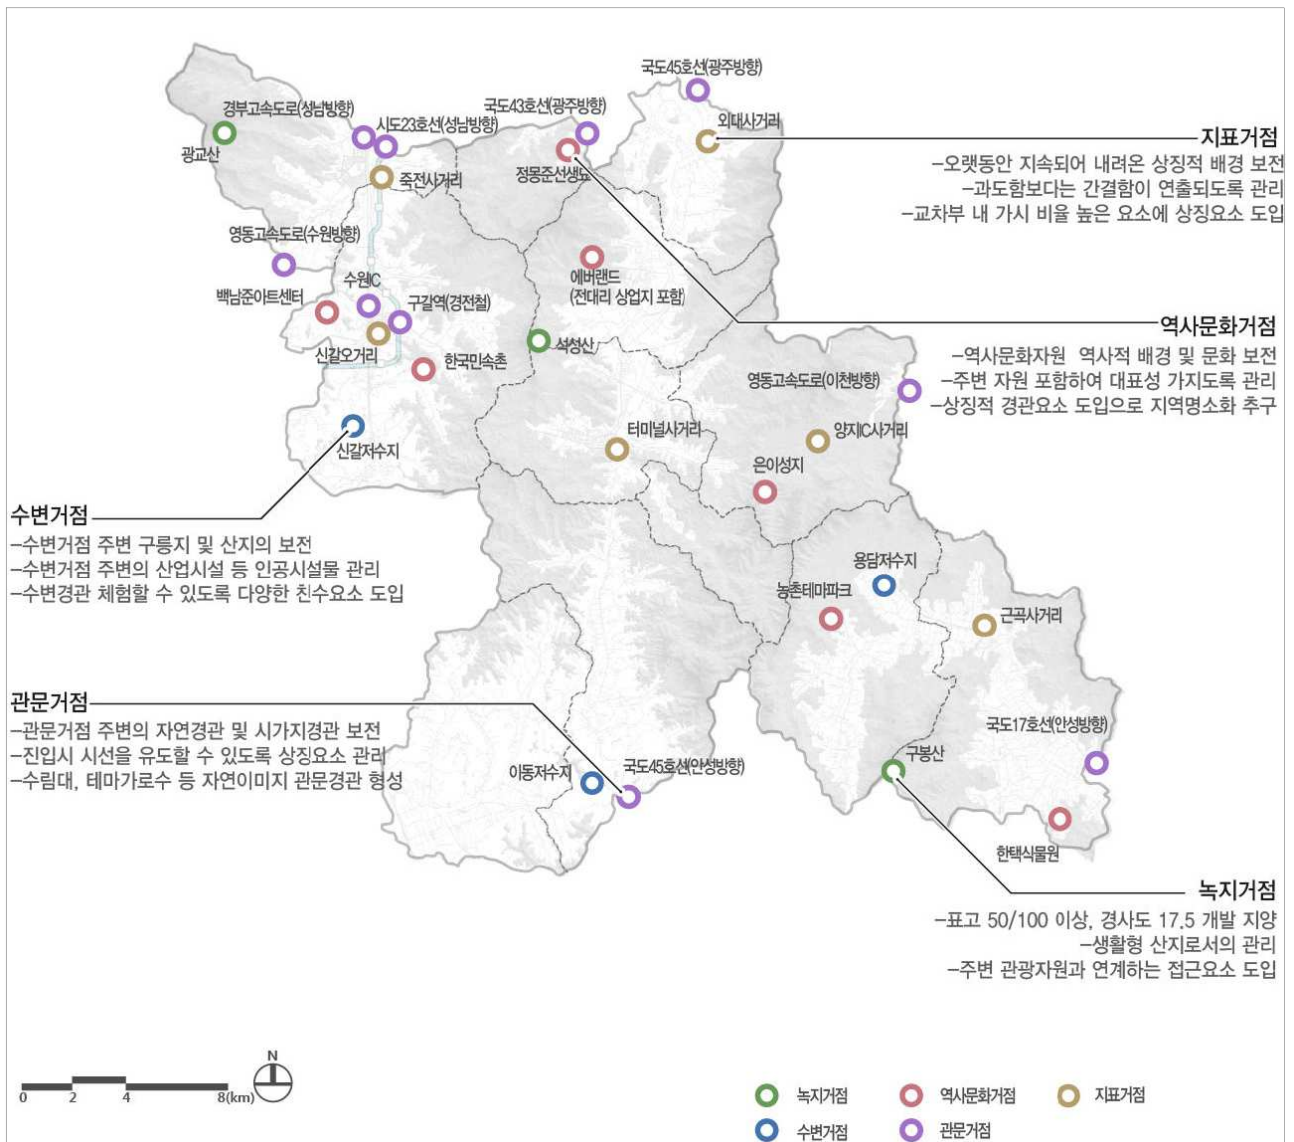 국도45호선(광주방향)
경부고속도로(성남방향)
국도43호선(광주방향)
시도23호선(성남방향)
외대사거리
광교산
죽전사거리
정몽준선생묘
지표거점
-오랫동안 지속되어 내려온 상징적 배경 보전
-과도함보다는 간결함이 연출되도록 관리
-교차부 내 가시 비율 높은 요소에 상징요소 도입
영동고속도로(수원방향)
수원IC
백남준아트센터
구갈역(경전철)
에버랜드
(전대리 상업지 포함)
신갈오거리
한국민속촌
석성산
역사문화거점
-역사문화자원 역사적 배경 및 문화 보전
-주변 자원 포함하여 대표성 가지도록 관리
-상징적 경관요소 도입으로 지역명소화 추구
영동고속도로(이천방향)
신갈저수지
터미널사거리
양지IC사거리
은이성지
수변거점
-수변거점 주변 구릉지 및 산지의 보전
-수변거점 주변의 산업시설 등 인공시설물 관리
-수변경관 체험할 수 있도록 다양한 친수요소 도입
용담저수지
농촌테마파크
근곡사거리
관문거점
-관문거점 주변의 자연경관 및 시가지경관 보전
-진입시 시선을 유도할 수 있도록 상징요소 관리
-수림대, 테마가로수 등 자연이미지 관문경관 형성
이동저수지
국도45호선(안성방향)
구봉산
국도17호선(안성방향)
한택식물원
녹지거점
-표고 50/100 이상, 경사도 17.5 개발 지양
-생활형 산지로서의 관리
-주변 관광자원과 연계하는 접근요소 도입
N
0 2 4 8(km)
녹지거점 역사문화거점 지표거점
수변거점 관문거점